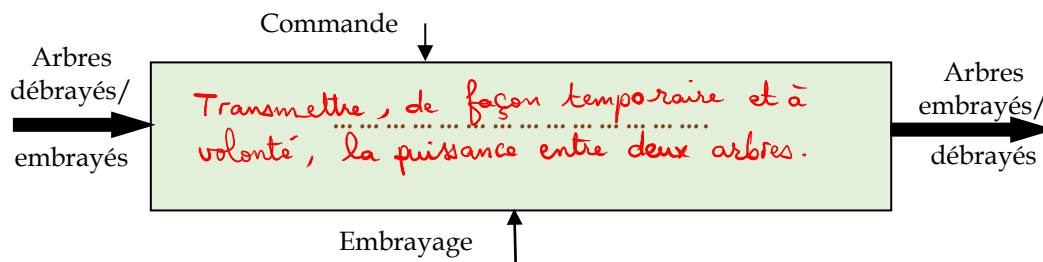 Commande
Arbres
débrayés/
embrayés
Transmettre, de façon temporaire et à
volonté, la puissance entre deux arbres.
Arbres
embrayés/
débrayés
Embrayage